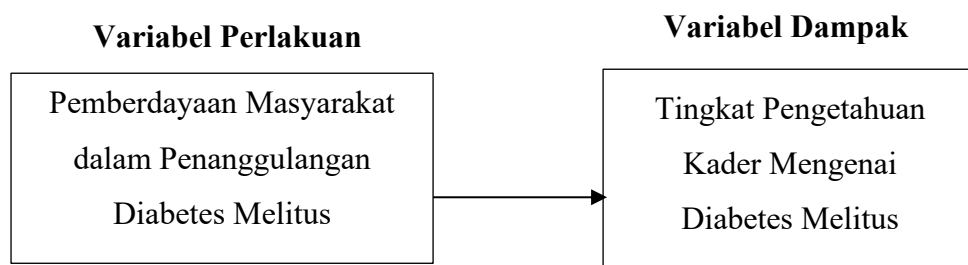 Variabel Perlakuan
Pemberdayaan Masyarakat
dalam Penanggulangan
Diabetes Melitus
Variabel Dampak
Tingkat Pengetahuan
Kader Mengenai
Diabetes Melitus